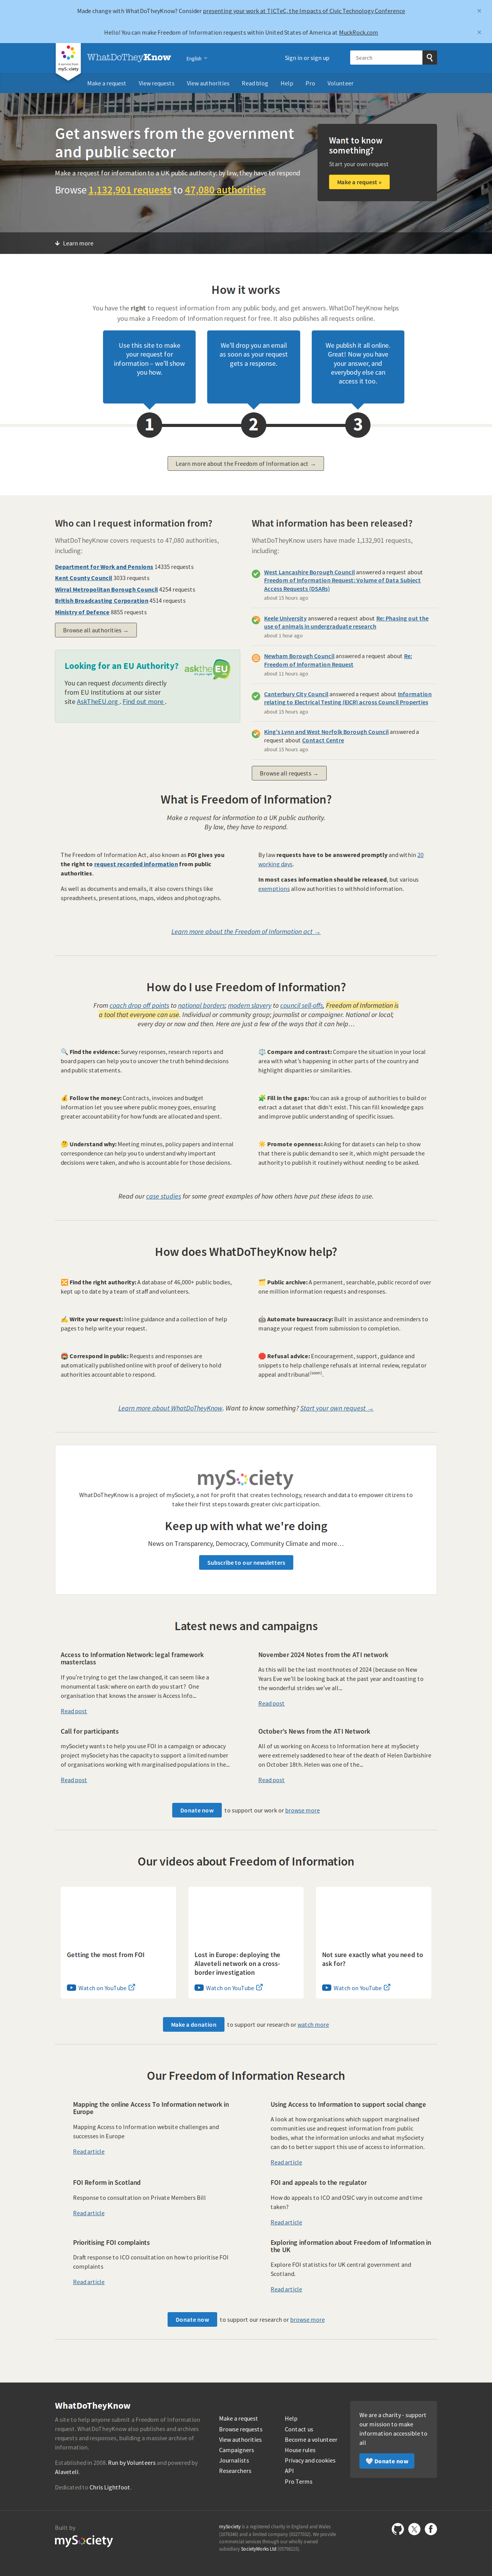 Made change with WhatDoTheyKnow? Consider presenting your work at TICTeC, the Impacts of Civic Technology Conference
×
Hello! You can make Freedom of Information requests within United States of America at MuckRock.com
×
mySociety
WhatDoTheyKnow
English
Sign in or sign up
Search
Make a request
View requests
View authorities
Read blog
Help
Pro
Volunteer
Get answers from the government
and public sector
Make a request for information to a UK public authority: by law, they have to respond
Browse 1,132,901 requests to 47,080 authorities
Want to know
something?
Start your own request
Make a request »
Learn more
How it works
You have the right to request information from any public body, and get answers. WhatDoTheyKnow helps
you make a Freedom of Information request for free. It also publishes all requests online.
Use this site to make
your request for
information – we'll show
you how.
We'll drop you an email
as soon as your request
gets a response.
We publish it all online.
Great! Now you have
your answer, and
everybody else can
access it too.
1
2
3
Learn more about the Freedom of Information act →
Who can I request information from?
WhatDoTheyKnow covers requests to 47,080 authorities,
including:
Department for Work and Pensions 14335 requests
Kent County Council 3033 requests
Wirral Metropolitan Borough Council 4254 requests
British Broadcasting Corporation 4514 requests
Ministry of Defence 8855 requests
Browse all authorities →
Looking for an EU Authority?
You can request documents directly
from EU Institutions at our sister
site AskTheEU.org . Find out more .
asktheEU
it's your right
What information has been released?
WhatDoTheyKnow users have made 1,132,901 requests,
including:
West Lancashire Borough Council answered a request about
Freedom of Information Request: Volume of Data Subject
Access Requests (DSARs)
about 15 hours ago
Keele University answered a request about Re: Phasing out the
use of animals in undergraduate research
about 1 hour ago
Newham Borough Council answered a request about Re:
Freedom of Information Request
about 11 hours ago
Canterbury City Council answered a request about Information
relating to Electrical Testing (EICR) across Council Properties
about 15 hours ago
King's Lynn and West Norfolk Borough Council answered a
request about Contact Centre
about 15 hours ago
Browse all requests →
What is Freedom of Information?
Make a request for information to a UK public authority.
By law, they have to respond.
The Freedom of Information Act, also known as FOI gives you
the right to request recorded information from public
authorities.
As well as documents and emails, it also covers things like
spreadsheets, presentations, maps, videos and photographs.
By law requests have to be answered promptly and within 20
working days.
In most cases information should be released, but various
exemptions allow authorities to withhold information.
Learn more about the Freedom of Information act →
How do I use Freedom of Information?
From coach drop off points to national borders; modern slavery to council sell-offs, Freedom of Information is
a tool that everyone can use. Individual or community group; journalist or campaigner. National or local;
every day or now and then. Here are just a few of the ways that it can help…
🔍 Find the evidence: Survey responses, research reports and
board papers can help you to uncover the truth behind decisions
and public statements.
⚖️ Compare and contrast: Compare the situation in your local
area with what's happening in other parts of the country and
highlight disparities or similarities.
💰 Follow the money: Contracts, invoices and budget
information let you see where public money goes, ensuring
greater accountability for how funds are allocated and spent.
🧩 Fill in the gaps: You can ask a group of authorities to build or
extract a dataset that didn't exist. This can fill knowledge gaps
and improve public understanding of specific issues.
🤔 Understand why: Meeting minutes, policy papers and internal
correspondence can help you to understand why important
decisions were taken, and who is accountable for those decisions.
☀️ Promote openness: Asking for datasets can help to show
that there is public demand to see it, which might persuade the
authority to publish it routinely without needing to be asked.
Read our case studies for some great examples of how others have put these ideas to use.
How does WhatDoTheyKnow help?
🔀 Find the right authority: A database of 46,000+ public bodies,
kept up to date by a team of staff and volunteers.
🗂️ Public archive: A permanent, searchable, public record of over
one million information requests and responses.
✍️ Write your request: Inline guidance and a collection of help
pages to help write your request.
🤖 Automate bureaucracy: Built in assistance and reminders to
manage your request from submission to completion.
📮 Correspond in public: Requests and responses are
automatically published online with proof of delivery to hold
authorities accountable to respond.
🛑 Refusal advice: Encouragement, support, guidance and
snippets to help challenge refusals at internal review, regulator
appeal and tribunal[soon].
Learn more about WhatDoTheyKnow. Want to know something? Start your own request →
mySociety
WhatDoTheyKnow is a project of mySociety, a not for profit that creates technology, research and data to empower citizens to
take their first steps towards greater civic participation.
Keep up with what we're doing
News on Transparency, Democracy, Community Climate and more…
Subscribe to our newsletters
Latest news and campaigns
Access to Information Network: legal framework
masterclass
If you're trying to get the law changed, it can seem like a
monumental task: where on earth do you start? One
organisation that knows the answer is Access Info...
Read post
November 2024 Notes from the ATI network
As this will be the last monthnotes of 2024 (because on New
Years Eve we'll be looking back at the past year and toasting to
the wonderful strides we've all...
Read post
Call for participants
mySociety wants to help you use FOI in a campaign or advocacy
project mySociety has the capacity to support a limited number
of organisations working with marginalised populations in the...
Read post
October's News from the ATI Network
All of us working on Access to Information here at mySociety
were extremely saddened to hear of the death of Helen Darbishire
on October 18th. Helen was one of the...
Read post
Donate now to support our work or browse more
Our videos about Freedom of Information
Getting the most from FOI
Watch on YouTube
Lost in Europe: deploying the
Alaveteli network on a cross-
border investigation
Watch on YouTube
Not sure exactly what you need to
ask for?
Watch on YouTube
Make a donation to support our research or watch more
Our Freedom of Information Research
Mapping the online Access To Information network in
Europe
Mapping Access to Information website challenges and
successes in Europe
Read article
Using Access to Information to support social change
A look at how organisations which support marginalised
communities use and request information from public
bodies, what the information unlocks and what mySociety
can do to better support this use of access to information.
Read article
FOI Reform in Scotland
Response to consultation on Private Members Bill
Read article
FOI and appeals to the regulator
How do appeals to ICO and OSIC vary in outcome and time
taken?
Read article
Prioritising FOI complaints
Draft response to ICO consultation on how to prioritise FOI
complaints
Read article
Exploring information about Freedom of Information in
the UK
Explore FOI statistics for UK central government and
Scotland.
Read article
Donate now to support our research or browse more
WhatDoTheyKnow
A site to help anyone submit a Freedom of Information
request. WhatDoTheyKnow also publishes and archives
requests and responses, building a massive archive of
information.
Established in 2008. Run by Volunteers and powered by
Alaveteli.
Dedicated to Chris Lightfoot.
Make a request
Browse requests
View authorities
Campaigners
Journalists
Researchers
Help
Contact us
Become a volunteer
House rules
Privacy and cookies
API
Pro Terms
We are a charity - support
our mission to make
information accessible to
all
🤍 Donate now
Built by
mySociety
mySociety is a registered charity in England and Wales
(1076346) and a limited company (03277032). We provide
commercial services through our wholly owned
subsidiary SocietyWorks Ltd (05798215).